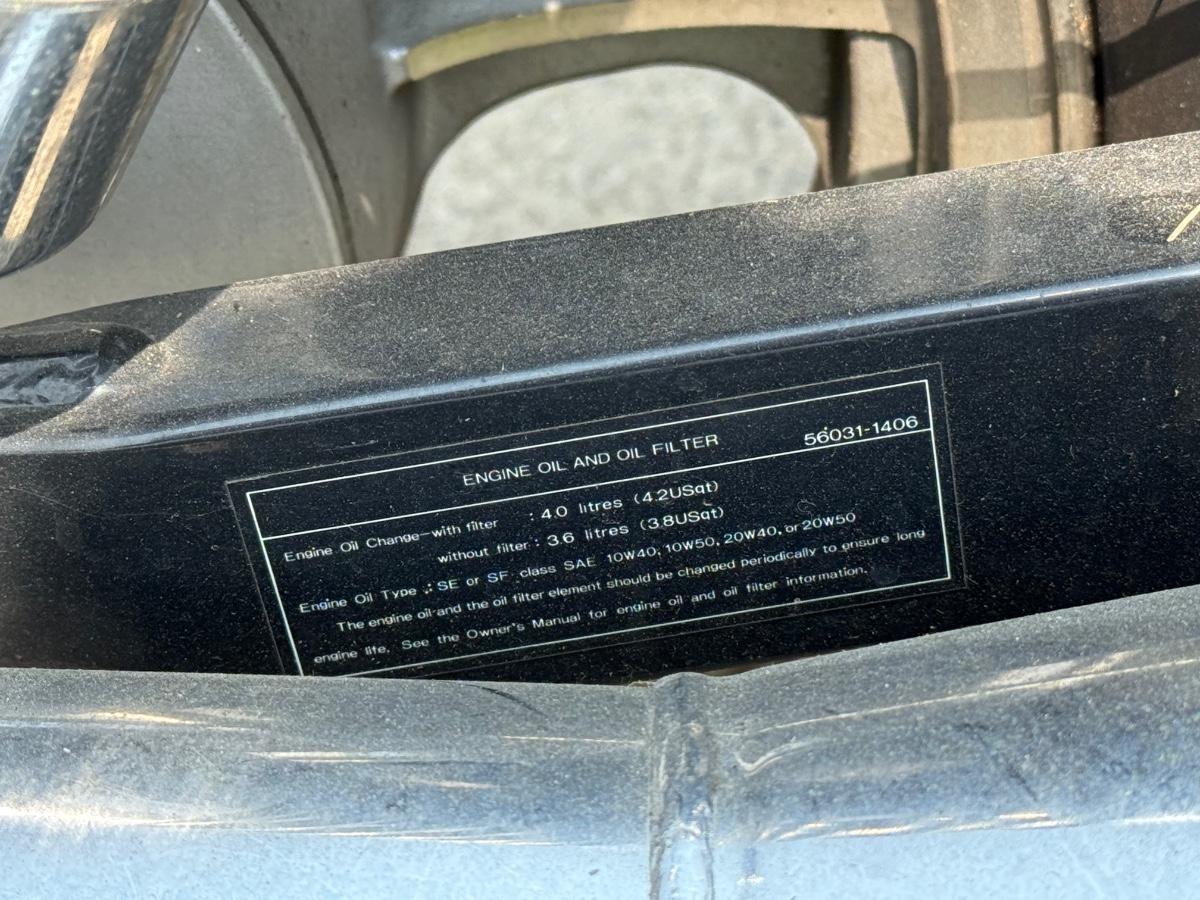 ENGINE OIL AND OIL FILTER 56031-1406
Engine Oil Change—with filter : 4.0 litres (4.2USqt)
without filter : 3.6 litres (3.8USqt)
Engine Oil Type : SE or SF class SAE 10W40, 10W50, 20W40, or 20W50
The engine oil and the oil filter element should be changed periodically to ensure long
engine life. See the Owner's Manual for engine oil and oil filter information.